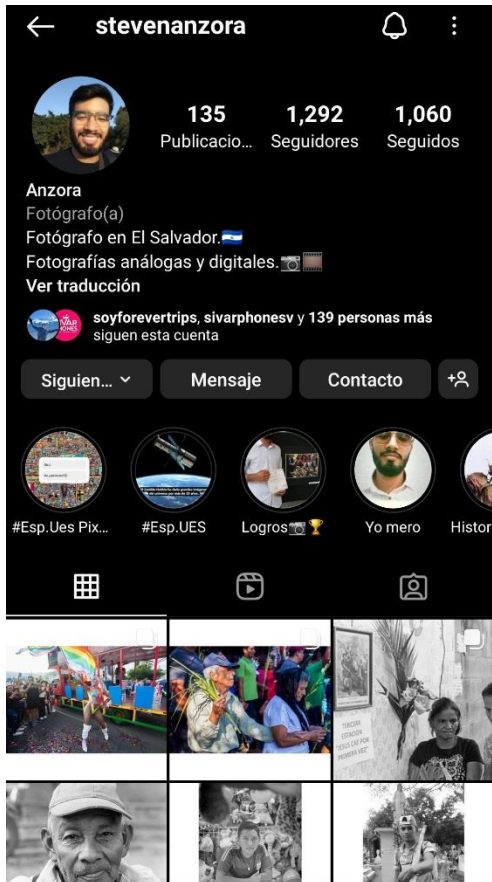 stevenanzora
135 1,292 1,060
Publicacio... Seguidores Seguidos
Anzora
Fotógrafo(a)
Fotógrafo en El Salvador.🇸🇻
Fotografías análogas y digitales.📷🎞️
Ver traducción
soyforevertrips, sivarphonesv y 139 personas más
siguen esta cuenta
Siguien... Mensaje Contacto
#Esp.Ues Pix... #Esp.UES Logros📷🏆 Yo mero Histor
TERCERA
ESTACION
"JESUS CAE POR
PRIMERA VEZ"